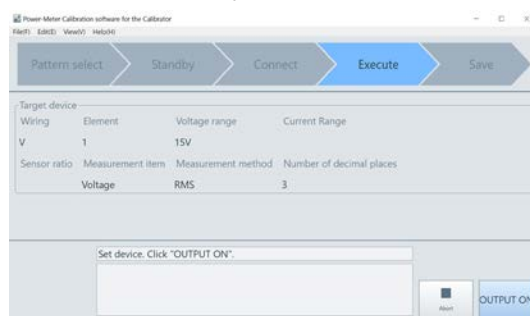 Power Meter Calibration software for the Calibrator
File(F) Edit(E) View(V) Help(H)
Pattern select Standby Connect Execute Save
Target device
Wiring Element Voltage range Current Range
V 1 15V
Sensor ratio Measurement item Measurement method Number of decimal places
Voltage RMS 3
Set device. Click "OUTPUT ON".
Abort OUTPUT ON